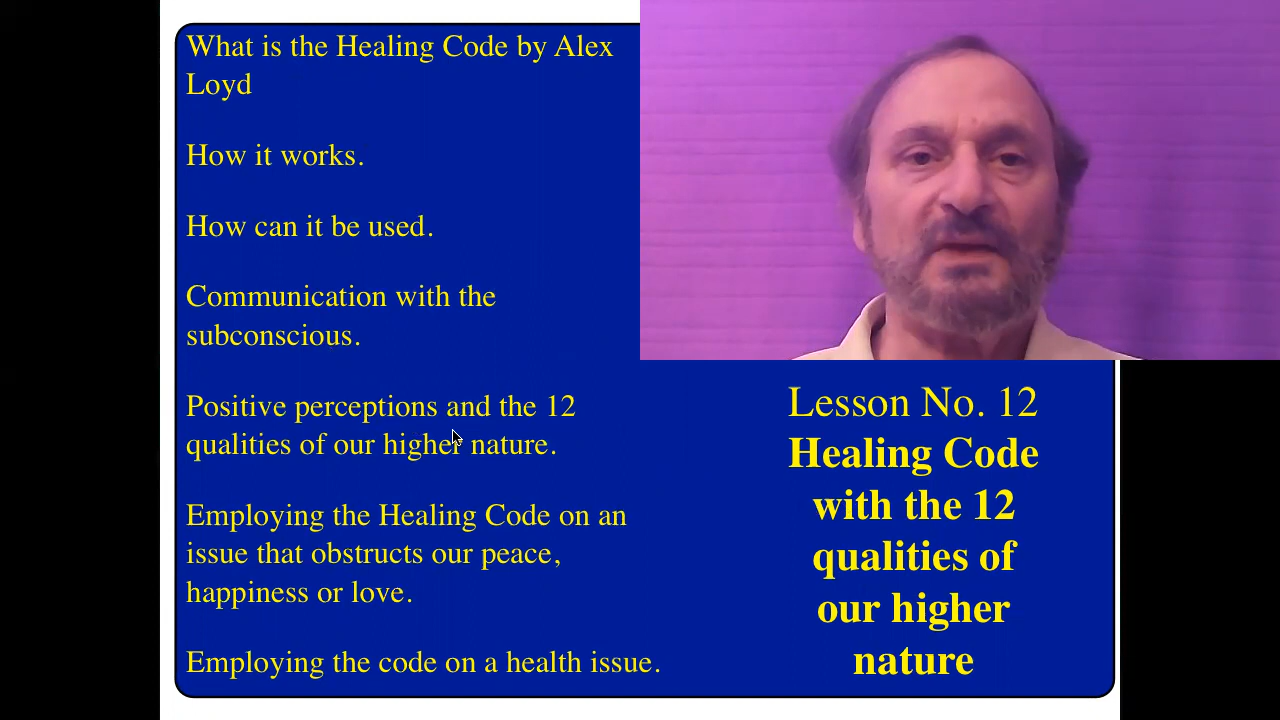 What is the Healing Code by Alex
Loyd
How it works.
How can it be used.
Communication with the
subconscious.
Positive perceptions and the 12
qualities of our higher nature.
Employing the Healing Code on an
issue that obstructs our peace,
happiness or love.
Employing the code on a health issue.
Lesson No. 12
Healing Code
with the 12
qualities of
our higher
nature